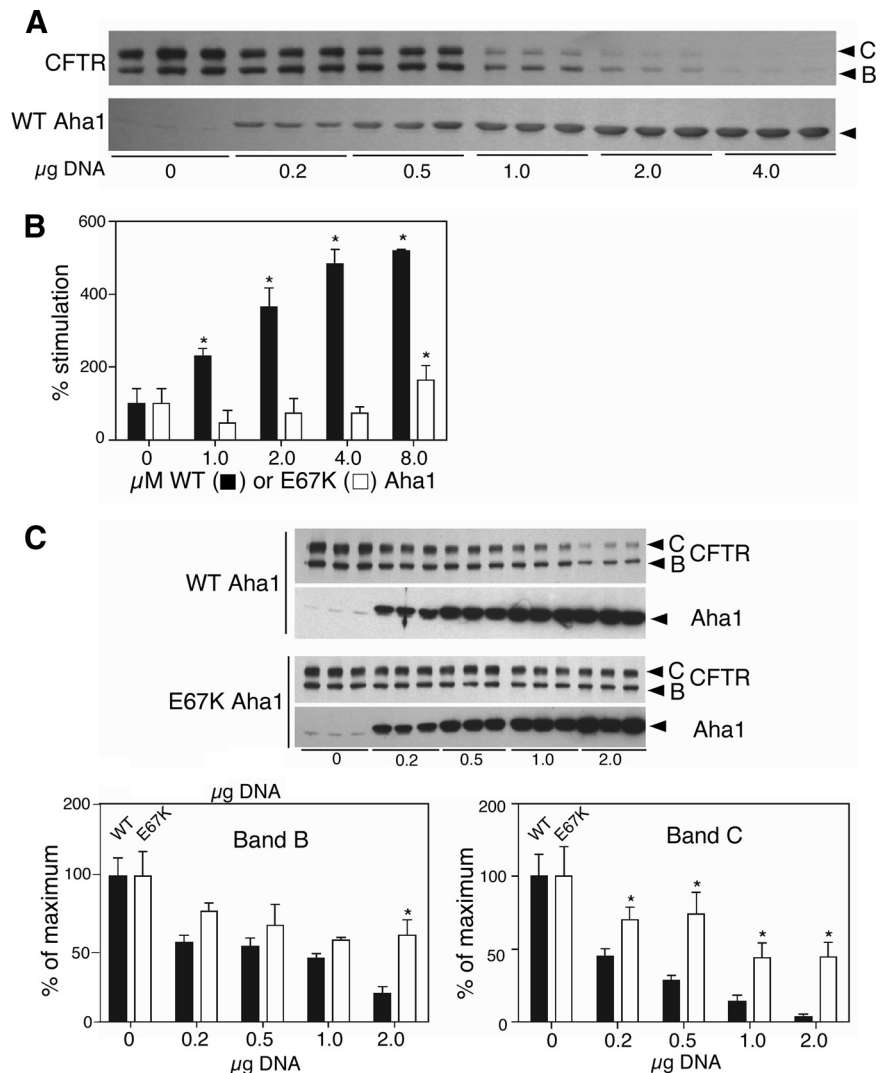 A
CFTR
C
B
WT Aha1
µg DNA 0 0.2 0.5 1.0 2.0 4.0
B
600
400
200
0
% stimulation
* * * * *
0 1.0 2.0 4.0 8.0
µM WT (■) or E67K (□) Aha1
C
WT Aha1
C
B
CFTR
Aha1
E67K Aha1
C
B
CFTR
Aha1
0 0.2 0.5 1.0 2.0
µg DNA
200
100
50
0
% of maximum
WT
E67K
Band B
*
0 0.2 0.5 1.0 2.0
µg DNA
200
100
50
0
% of maximum
WT
E67K
Band C
* * * *
0 0.2 0.5 1.0 2.0
µg DNA